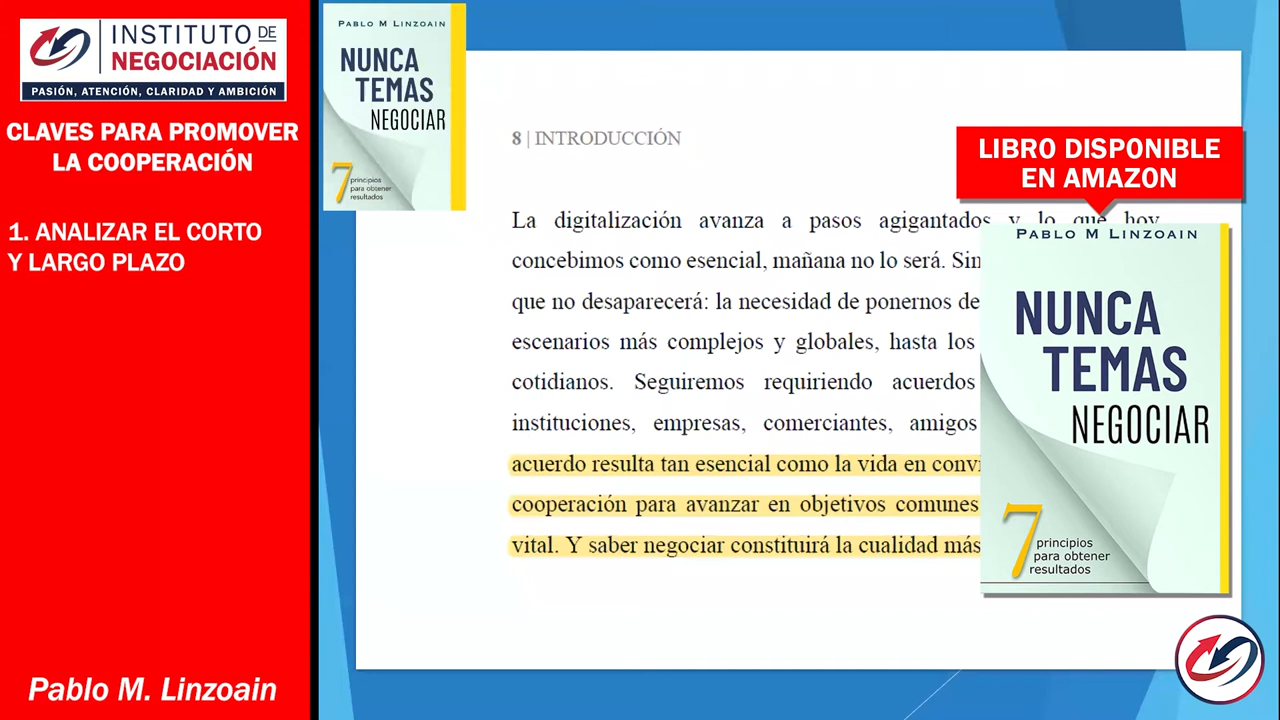 INSTITUTO DE
NEGOCIACIÓN
PASIÓN, ATENCIÓN, CLARIDAD Y AMBICIÓN
CLAVES PARA PROMOVER
LA COOPERACIÓN
1. ANALIZAR EL CORTO
Y LARGO PLAZO
Pablo M. Linzoain
PABLO M LINZOAIN
NUNCA
TEMAS
NEGOCIAR
7 principios
para obtener
resultados
8 | INTRODUCCIÓN
La digitalización avanza a pasos agigantados y lo que hoy
concebimos como esencial, mañana no lo será. Sin
que no desaparecerá: la necesidad de ponernos de
escenarios más complejos y globales, hasta los
cotidianos. Seguiremos requiriendo acuerdos
instituciones, empresas, comerciantes, amigos
acuerdo resulta tan esencial como la vida en
cooperación para avanzar en objetivos comunes
vital. Y saber negociar constituirá la cualidad más
LIBRO DISPONIBLE
EN AMAZON
PABLO M LINZOAIN
NUNCA
TEMAS
NEGOCIAR
7 principios
para obtener
resultados